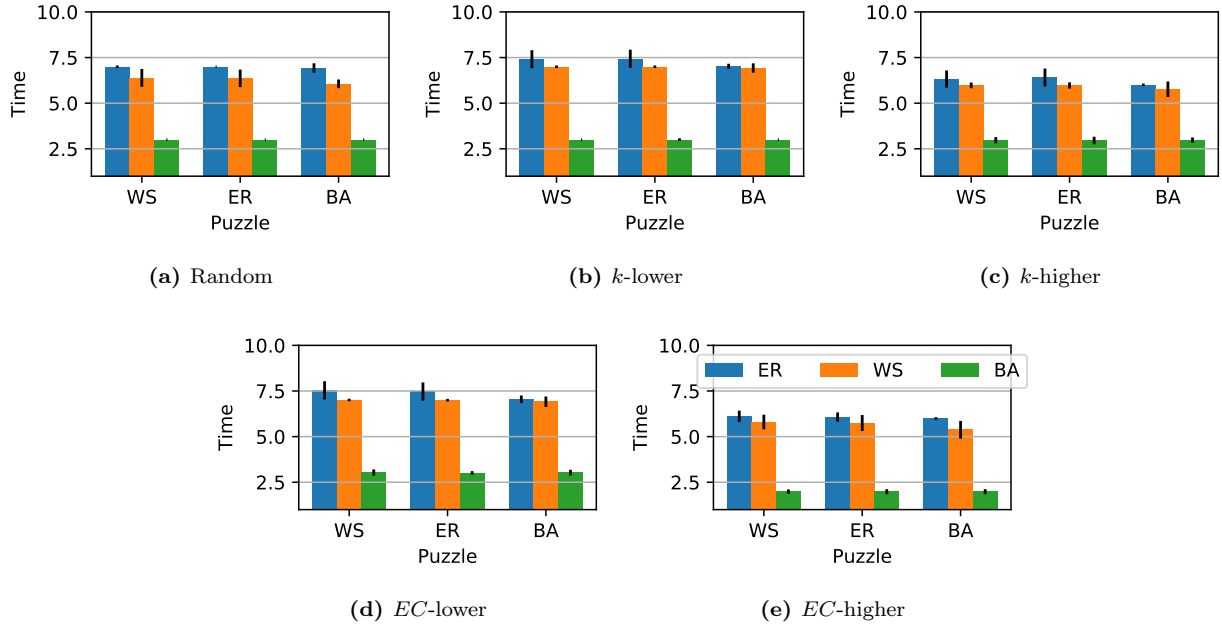 10.0
7.5
5.0
2.5
Time
WS ER BA
Puzzle
(a) Random
10.0
7.5
5.0
2.5
Time
WS ER BA
Puzzle
(b) k-lower
10.0
7.5
5.0
2.5
Time
WS ER BA
Puzzle
(c) k-higher
10.0
7.5
5.0
2.5
Time
WS ER BA
Puzzle
(d) EC-lower
10.0
7.5
5.0
2.5
Time
ER WS BA
WS ER BA
Puzzle
(e) EC-higher